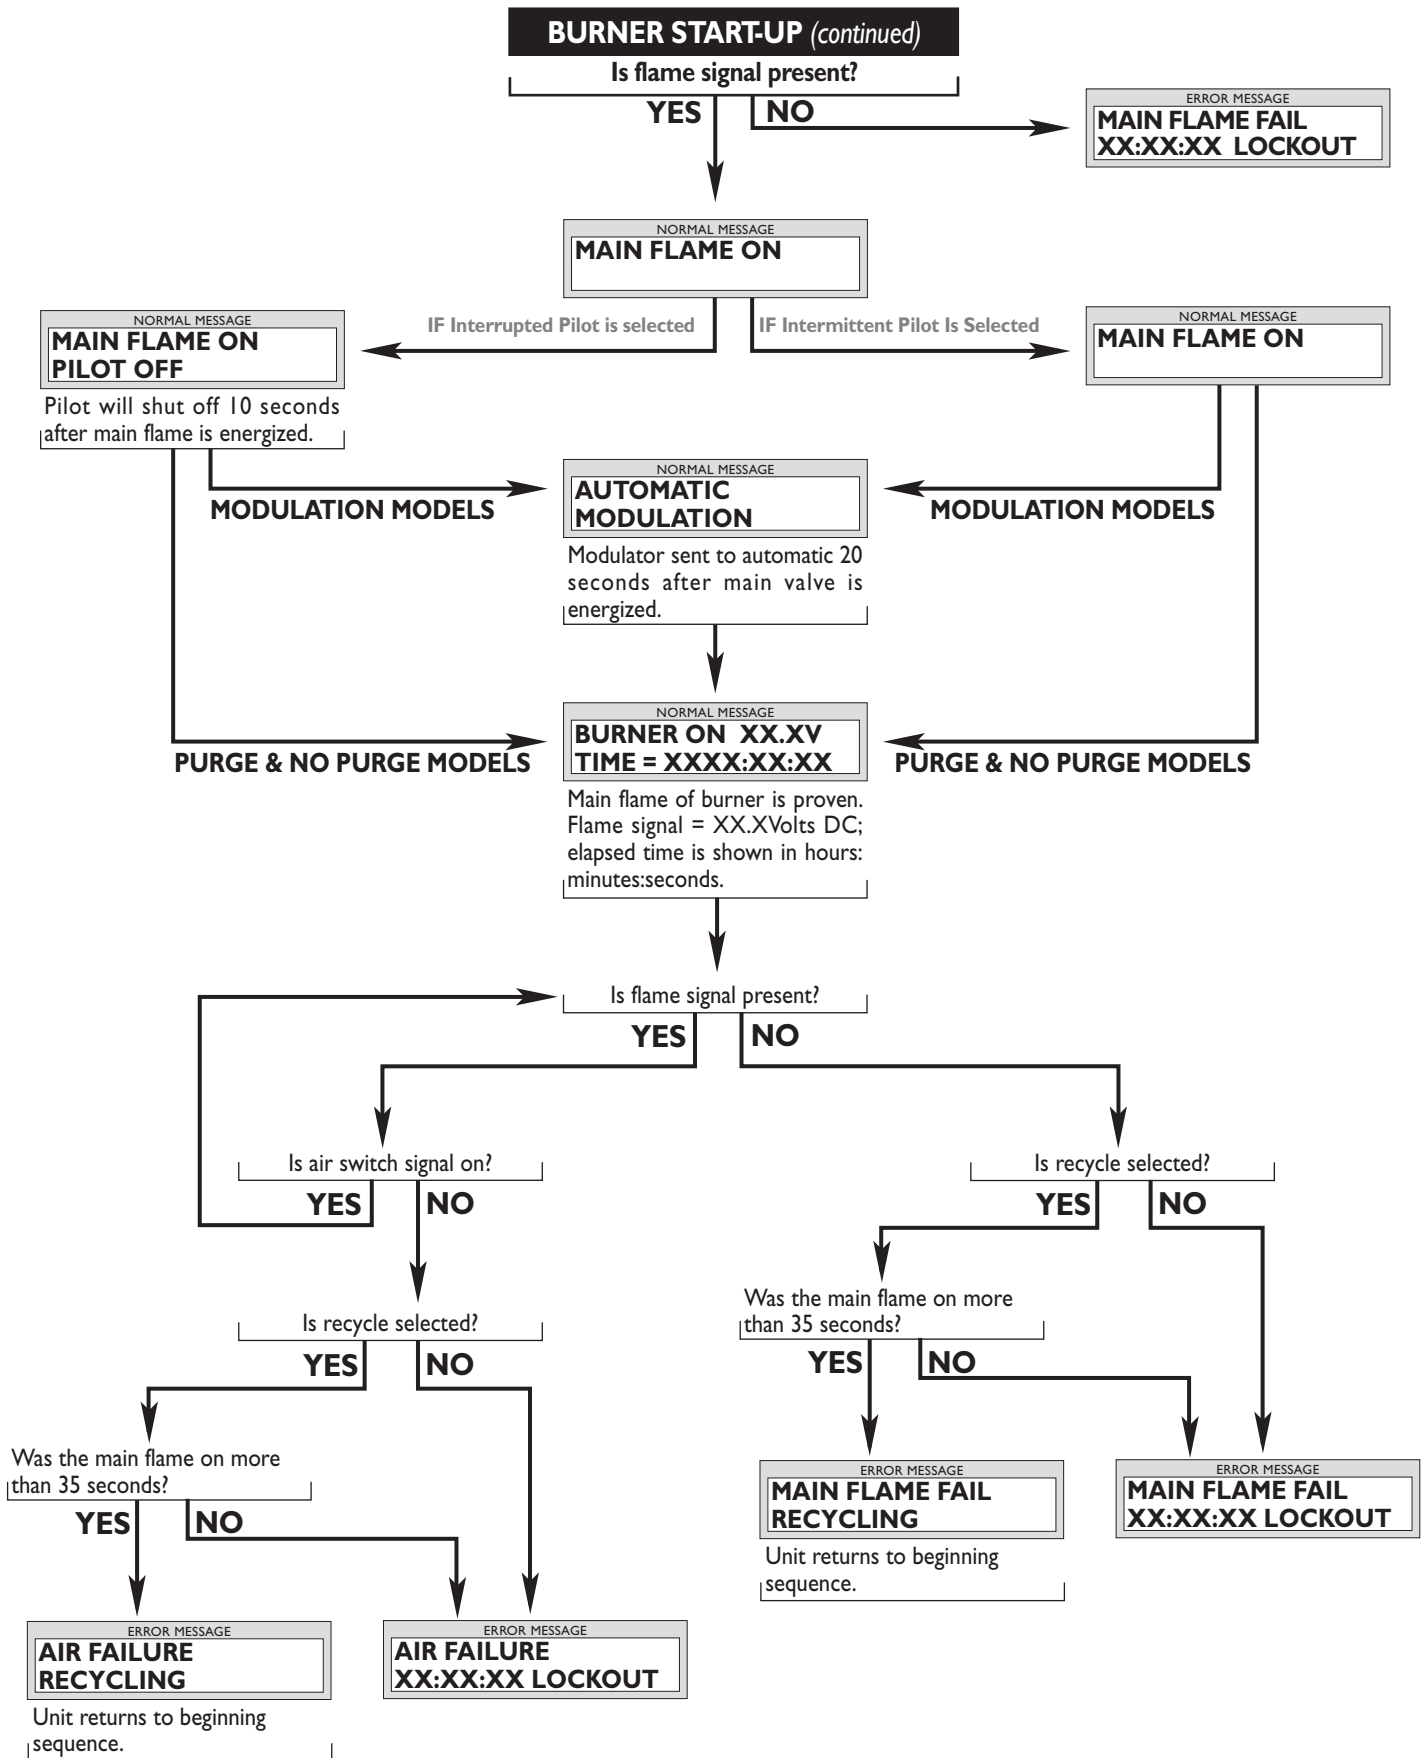 BURNER START-UP (continued)
Is flame signal present?
YES NO
ERROR MESSAGE
MAIN FLAME FAIL
XX:XX:XX LOCKOUT
NORMAL MESSAGE
MAIN FLAME ON
IF Interrupted Pilot is selected
IF Intermittent Pilot Is Selected
NORMAL MESSAGE
MAIN FLAME ON
PILOT OFF
Pilot will shut off 10 seconds
after main flame is energized.
NORMAL MESSAGE
MAIN FLAME ON
MODULATION MODELS
NORMAL MESSAGE
AUTOMATIC
MODULATION
Modulator sent to automatic 20
seconds after main valve is
energized.
MODULATION MODELS
PURGE & NO PURGE MODELS
NORMAL MESSAGE
BURNER ON XX.XV
TIME = XXXX:XX:XX
Main flame of burner is proven.
Flame signal = XX.XVolts DC;
elapsed time is shown in hours:
minutes:seconds.
PURGE & NO PURGE MODELS
Is flame signal present?
YES NO
Is air switch signal on?
YES NO
Is recycle selected?
YES NO
Is recycle selected?
YES NO
Was the main flame on more
than 35 seconds?
YES NO
Was the main flame on more
than 35 seconds?
YES NO
ERROR MESSAGE
MAIN FLAME FAIL
RECYCLING
Unit returns to beginning
sequence.
ERROR MESSAGE
MAIN FLAME FAIL
XX:XX:XX LOCKOUT
ERROR MESSAGE
AIR FAILURE
RECYCLING
Unit returns to beginning
sequence.
ERROR MESSAGE
AIR FAILURE
XX:XX:XX LOCKOUT